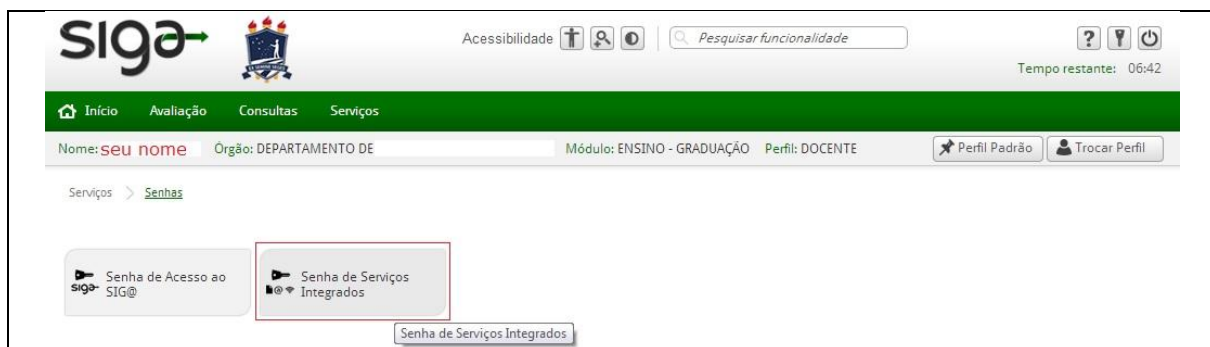 SIG@
Acessibilidade Pesquisar funcionalidade ?
Tempo restante: 06:42
Início Avaliação Consultas Serviços
Nome: seu nome Órgão: DEPARTAMENTO DE Módulo: ENSINO - GRADUAÇÃO Perfil: DOCENTE Perfil Padrão Trocar Perfil
Serviços > Senhas
Senha de Acesso ao
SIG@
Senha de Serviços
Integrados
Senha de Serviços Integrados